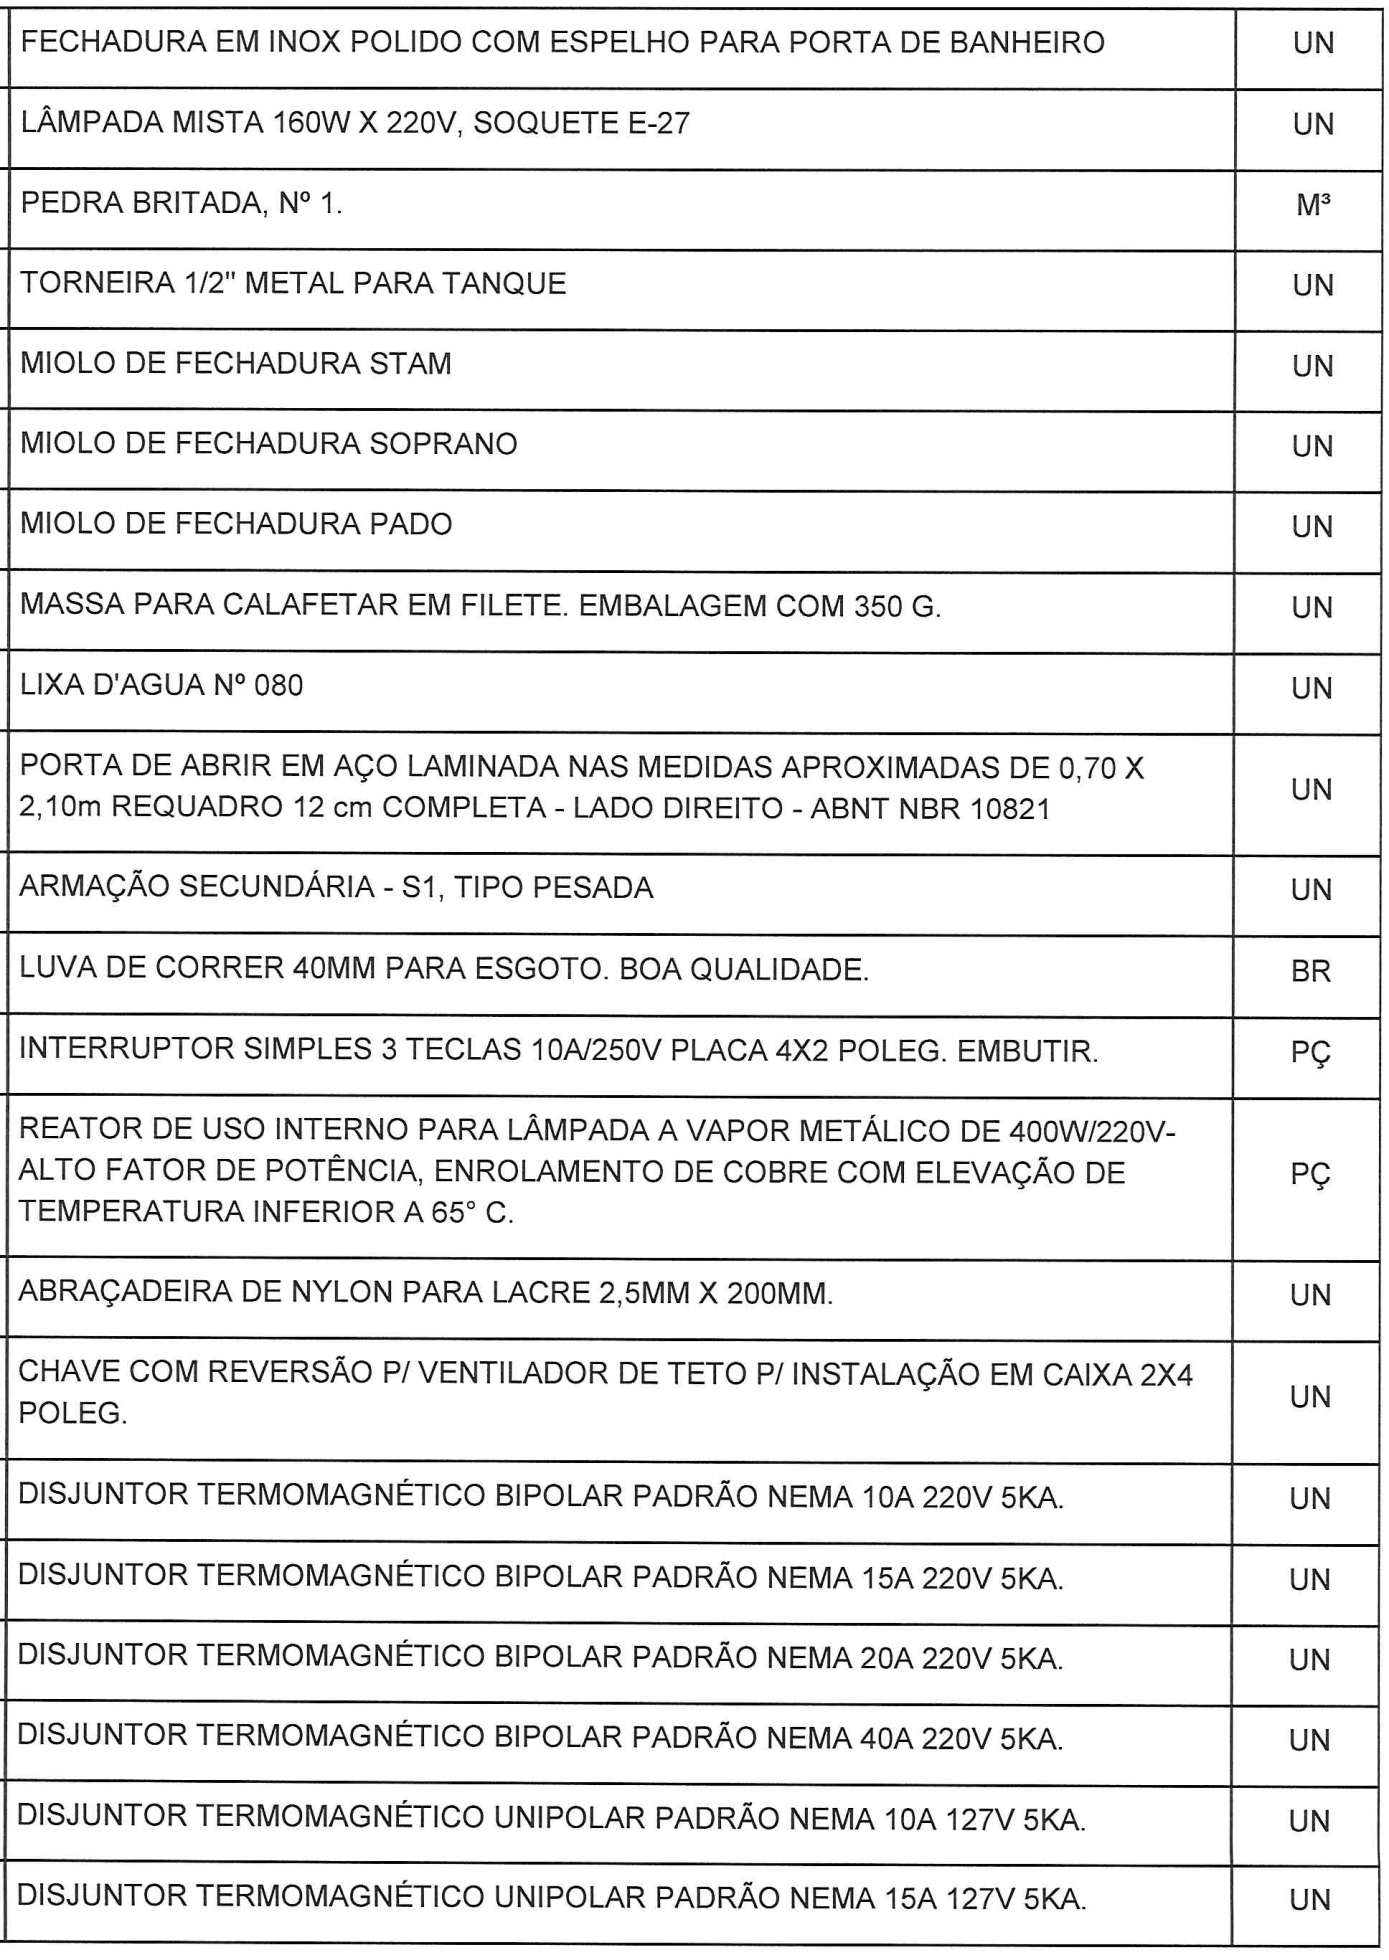 FECHADURA EM INOX POLIDO COM ESPELHO PARA PORTA DE BANHEIRO UN
LÂMPADA MISTA 160W X 220V, SOQUETE E-27 UN
PEDRA BRITADA, Nº 1. M³
TORNEIRA 1/2" METAL PARA TANQUE UN
MIOLO DE FECHADURA STAM UN
MIOLO DE FECHADURA SOPRANO UN
MIOLO DE FECHADURA PADO UN
MASSA PARA CALAFETAR EM FILETE. EMBALAGEM COM 350 G. UN
LIXA D'AGUA Nº 080 UN
PORTA DE ABRIR EM AÇO LAMINADA NAS MEDIDAS APROXIMADAS DE 0,70 X
2,10m REQUADRO 12 cm COMPLETA - LADO DIREITO - ABNT NBR 10821 UN
ARMAÇÃO SECUNDÁRIA - S1, TIPO PESADA UN
LUVA DE CORRER 40MM PARA ESGOTO. BOA QUALIDADE. BR
INTERRUPTOR SIMPLES 3 TECLAS 10A/250V PLACA 4X2 POLEG. EMBUTIR. PÇ
REATOR DE USO INTERNO PARA LÂMPADA A VAPOR METÁLICO DE 400W/220V-
ALTO FATOR DE POTÊNCIA, ENROLAMENTO DE COBRE COM ELEVAÇÃO DE PÇ
TEMPERATURA INFERIOR A 65° C.
ABRAÇADEIRA DE NYLON PARA LACRE 2,5MM X 200MM. UN
CHAVE COM REVERSÃO P/ VENTILADOR DE TETO P/ INSTALAÇÃO EM CAIXA 2X4
POLEG. UN
DISJUNTOR TERMOMAGNÉTICO BIPOLAR PADRÃO NEMA 10A 220V 5KA. UN
DISJUNTOR TERMOMAGNÉTICO BIPOLAR PADRÃO NEMA 15A 220V 5KA. UN
DISJUNTOR TERMOMAGNÉTICO BIPOLAR PADRÃO NEMA 20A 220V 5KA. UN
DISJUNTOR TERMOMAGNÉTICO BIPOLAR PADRÃO NEMA 40A 220V 5KA. UN
DISJUNTOR TERMOMAGNÉTICO UNIPOLAR PADRÃO NEMA 10A 127V 5KA. UN
DISJUNTOR TERMOMAGNÉTICO UNIPOLAR PADRÃO NEMA 15A 127V 5KA. UN